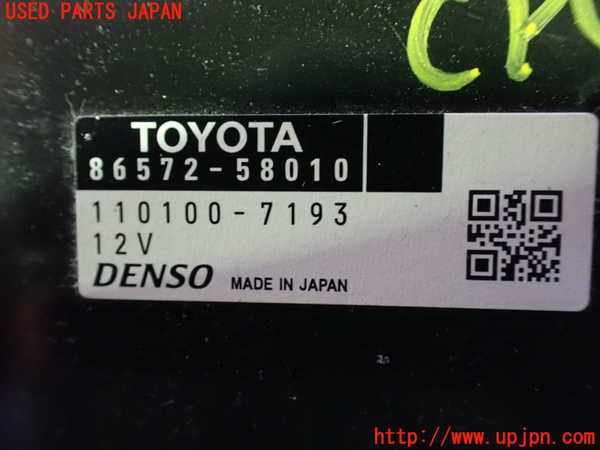 USED PARTS JAPAN
TOYOTA
86572-58010
110100-7193
12V
DENSO MADE IN JAPAN
http://www.upjpn.com/